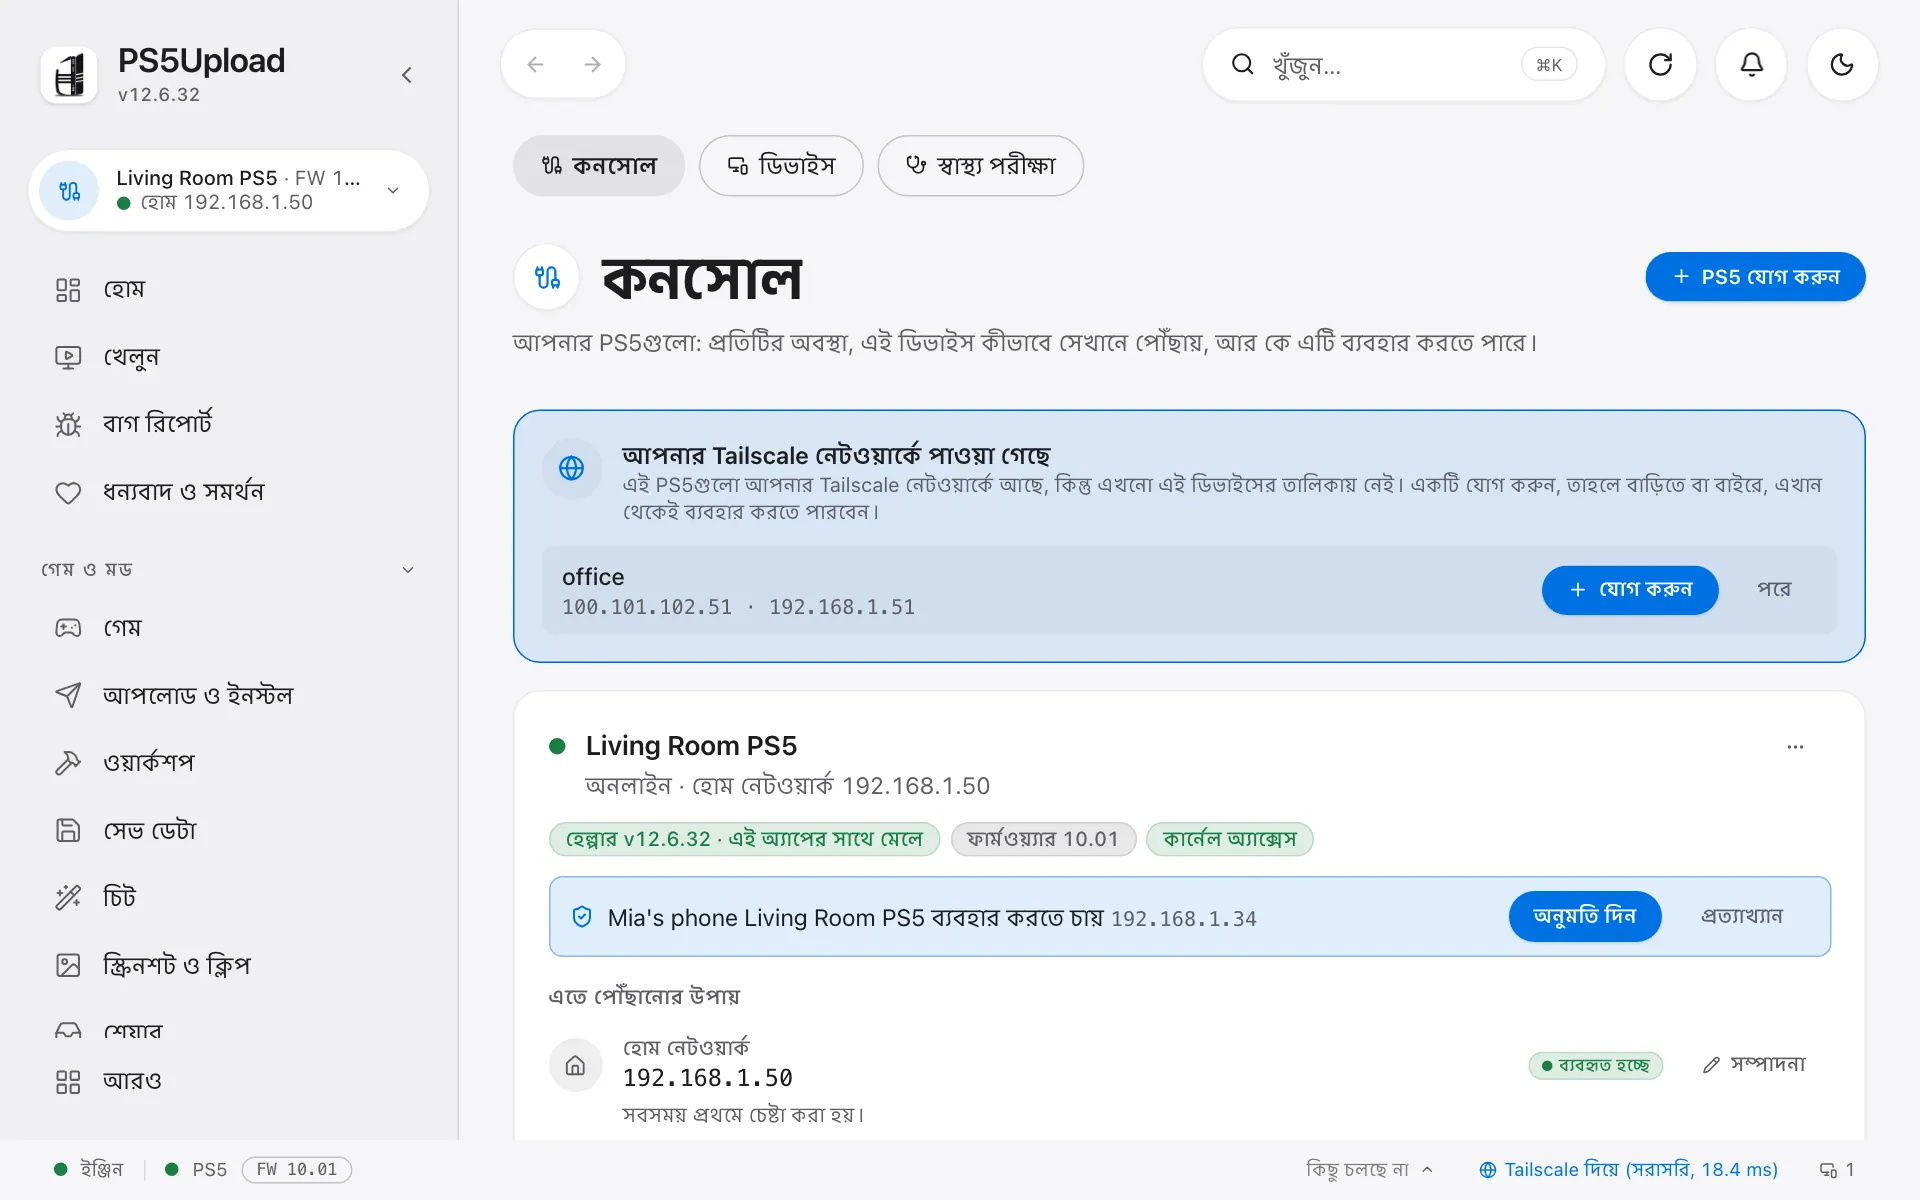 PS5Upload
v12.6.32
Living Room PS5 · FW 1...
হোম 192.168.1.50
হোম
খেলুন
বাগ রিপোর্ট
ধন্যবাদ ও সমর্থন
গেম ও মড
গেম
আপলোড ও ইনস্টল
ওয়ার্কশপ
সেভ ডেটা
চিট
স্ক্রিনশট ও ক্লিপ
শেয়ার
আরও
খুঁজুন...
⌘K
কনসোল
ডিভাইস
স্বাস্থ্য পরীক্ষা
কনসোল
PS5 যোগ করুন
আপনার PS5গুলো: প্রতিটির অবস্থা, এই ডিভাইস কীভাবে সেখানে পৌঁছায়, আর কে এটি ব্যবহার করতে পারে।
আপনার Tailscale নেটওয়ার্কে পাওয়া গেছে
এই PS5গুলো আপনার Tailscale নেটওয়ার্কে আছে, কিন্তু এখনো এই ডিভাইসের তালিকায় নেই। একটি যোগ করুন, তাহলে বাড়িতে বা বাইরে, এখান
থেকেই ব্যবহার করতে পারবেন।
office
100.101.102.51 · 192.168.1.51
যোগ করুন
পরে
Living Room PS5
অনলাইন · হোম নেটওয়ার্ক 192.168.1.50
হেল্পার v12.6.32 · এই অ্যাপের সাথে মেলে
ফার্মওয়্যার 10.01
কার্নেল অ্যাক্সেস
Mia's phone Living Room PS5 ব্যবহার করতে চায় 192.168.1.34
অনুমতি দিন
প্রত্যাখ্যান
এতে পৌঁছানোর উপায়
হোম নেটওয়ার্ক
192.168.1.50
সবসময় প্রথমে চেষ্টা করা হয়।
ব্যবহৃত হচ্ছে
সম্পাদনা
ইঞ্জিন
PS5
FW 10.01
কিছু চলছে না
Tailscale দিয়ে (সরাসরি, 18.4 ms)
1